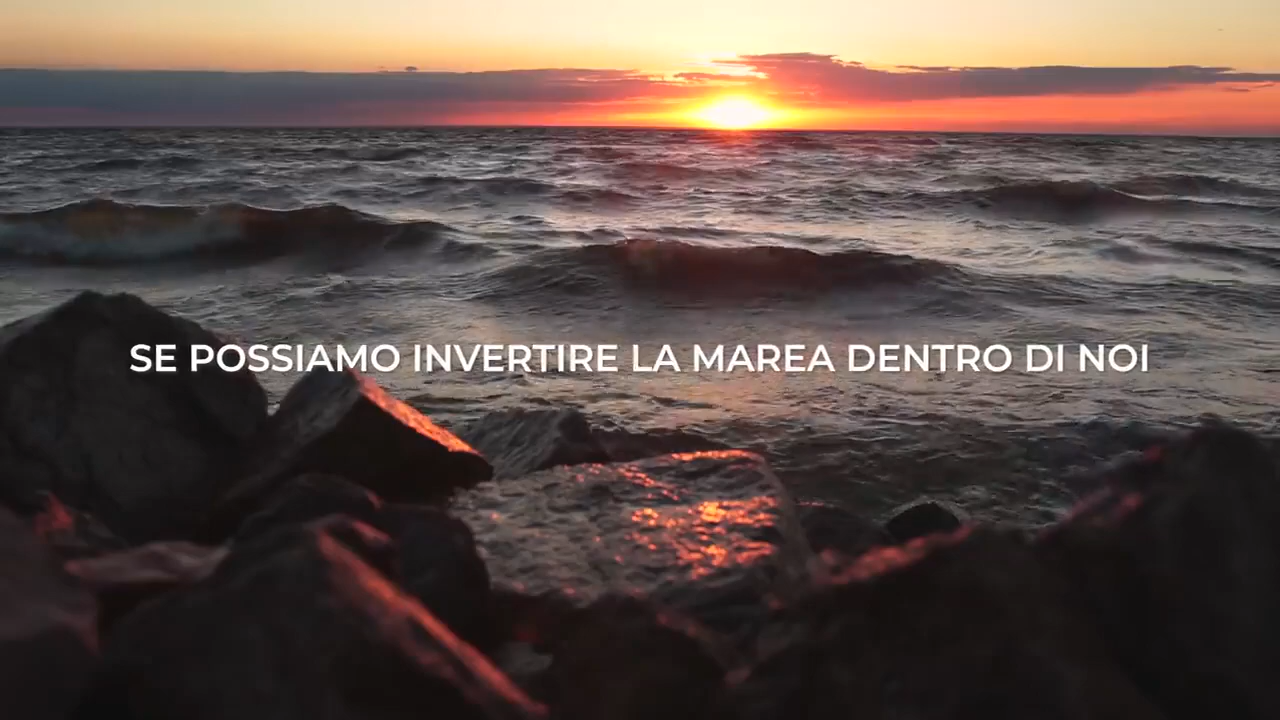 SE POSSIAMO INVERTIRE LA MAREA DENTRO DI NOI